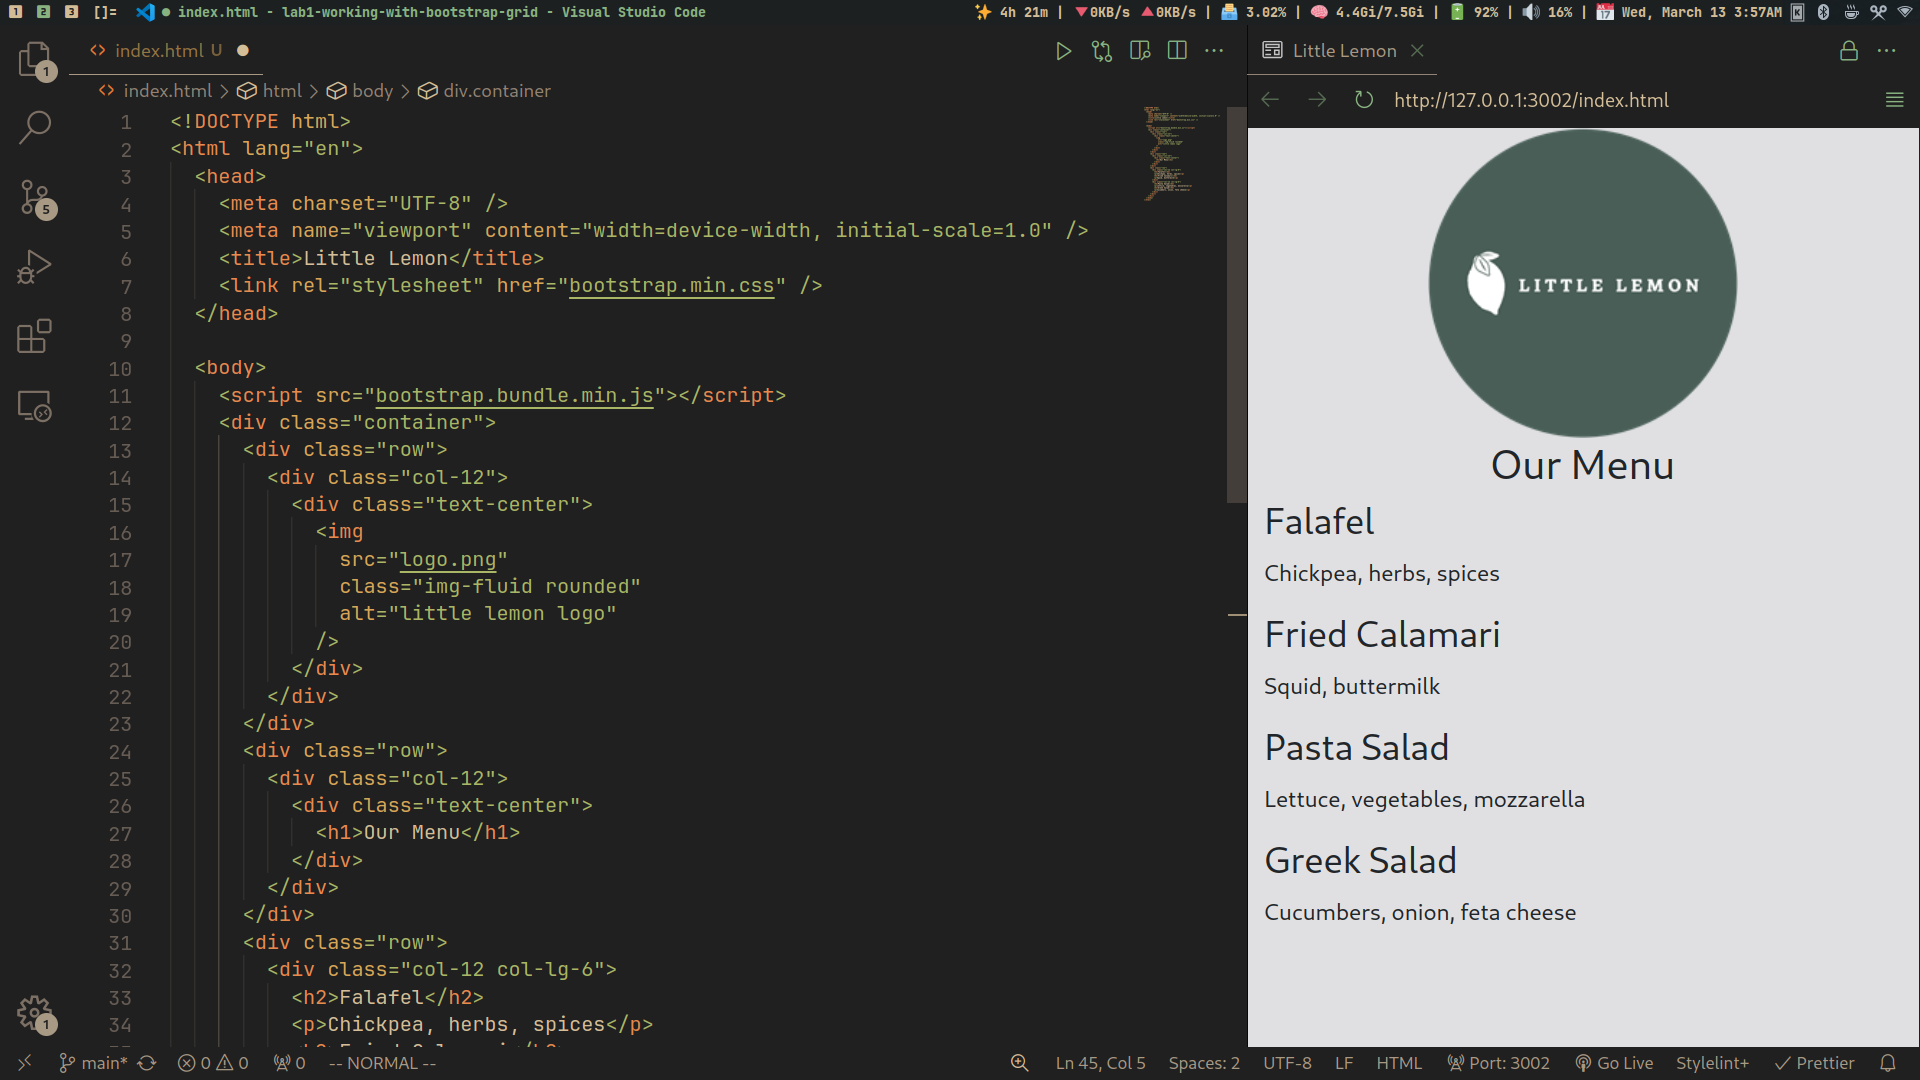 1 2 3 []= index.html - lab1-working-with-bootstrap-grid - Visual Studio Code
4h 21m | 0KB/s 0KB/s | 3.02% | 4.4Gi/7.5Gi | 92% | 16% | 17 Wed, March 13 3:57AM K
<> index.html U
1
<> index.html > html > body > div.container
5
1
1 <!DOCTYPE html>
2 <html lang="en">
3 <head>
4 <meta charset="UTF-8" />
5 <meta name="viewport" content="width=device-width, initial-scale=1.0" />
6 <title>Little Lemon</title>
7 <link rel="stylesheet" href="bootstrap.min.css" />
8 </head>
9
10 <body>
11 <script src="bootstrap.bundle.min.js"></script>
12 <div class="container">
13 <div class="row">
14 <div class="col-12">
15 <div class="text-center">
16 <img
17 src="logo.png"
18 class="img-fluid rounded"
19 alt="little lemon logo"
20 />
21 </div>
22 </div>
23 </div>
24 <div class="row">
25 <div class="col-12">
26 <div class="text-center">
27 <h1>Our Menu</h1>
28 </div>
29 </div>
30 </div>
31 <div class="row">
32 <div class="col-12 col-lg-6">
33 <h2>Falafel</h2>
34 <p>Chickpea, herbs, spices</p>
Little Lemon
http://127.0.0.1:3002/index.html
LITTLE LEMON
Our Menu
Falafel
Chickpea, herbs, spices
Fried Calamari
Squid, buttermilk
Pasta Salad
Lettuce, vegetables, mozzarella
Greek Salad
Cucumbers, onion, feta cheese
main* 0 0 0 -- NORMAL -- Ln 45, Col 5 Spaces: 2 UTF-8 LF HTML Port: 3002 Go Live Stylelint+ Prettier